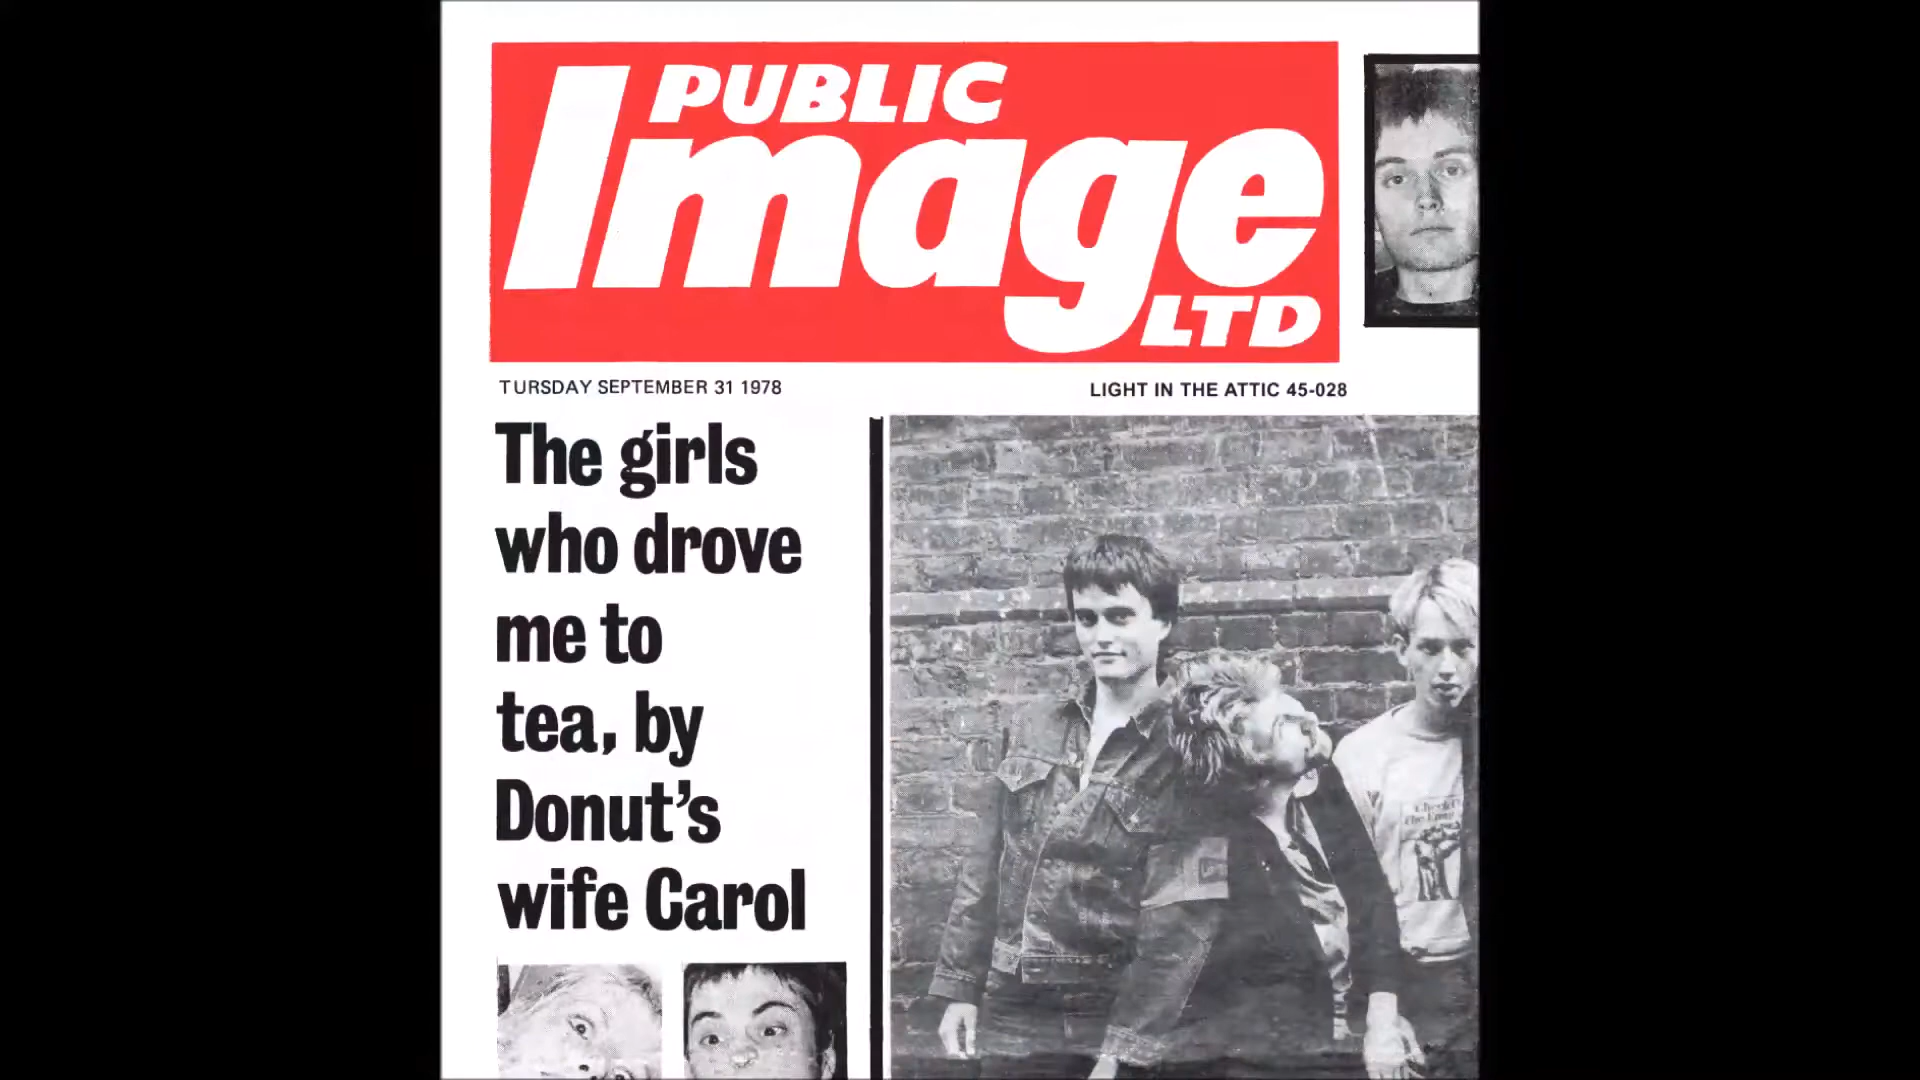 PUBLIC
Image
LTD
TURSDAY SEPTEMBER 31 1978
LIGHT IN THE ATTIC 45-028
The girls
who drove
me to
tea, by
Donut’s
wife Carol